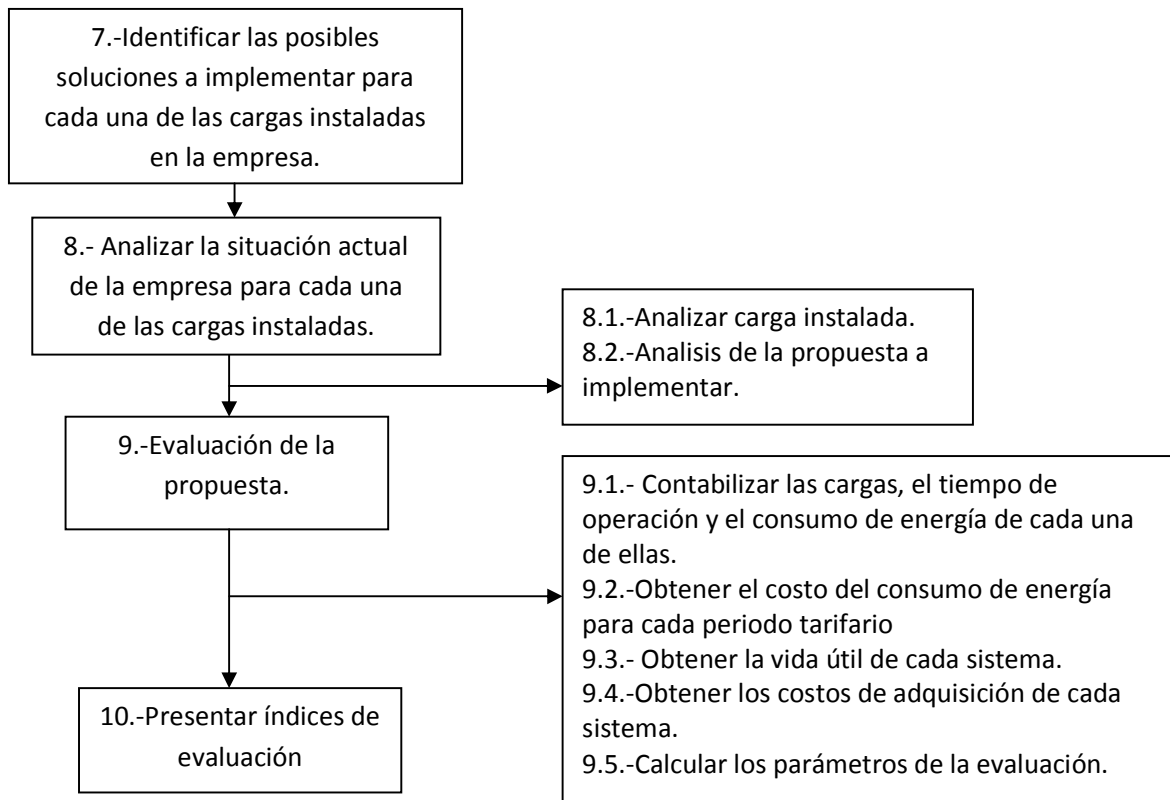 7.-Identificar las posibles
soluciones a implementar para
cada una de las cargas instaladas
en la empresa.
8.- Analizar la situación actual
de la empresa para cada una
de las cargas instaladas.
8.1.-Analizar carga instalada.
8.2.-Analisis de la propuesta a
implementar.
9.-Evaluación de la
propuesta.
9.1.- Contabilizar las cargas, el tiempo de
operación y el consumo de energía de cada una
de ellas.
9.2.-Obtener el costo del consumo de energía
para cada periodo tarifario
9.3.- Obtener la vida útil de cada sistema.
9.4.-Obtener los costos de adquisición de cada
sistema.
9.5.-Calcular los parámetros de la evaluación.
10.-Presentar índices de
evaluación